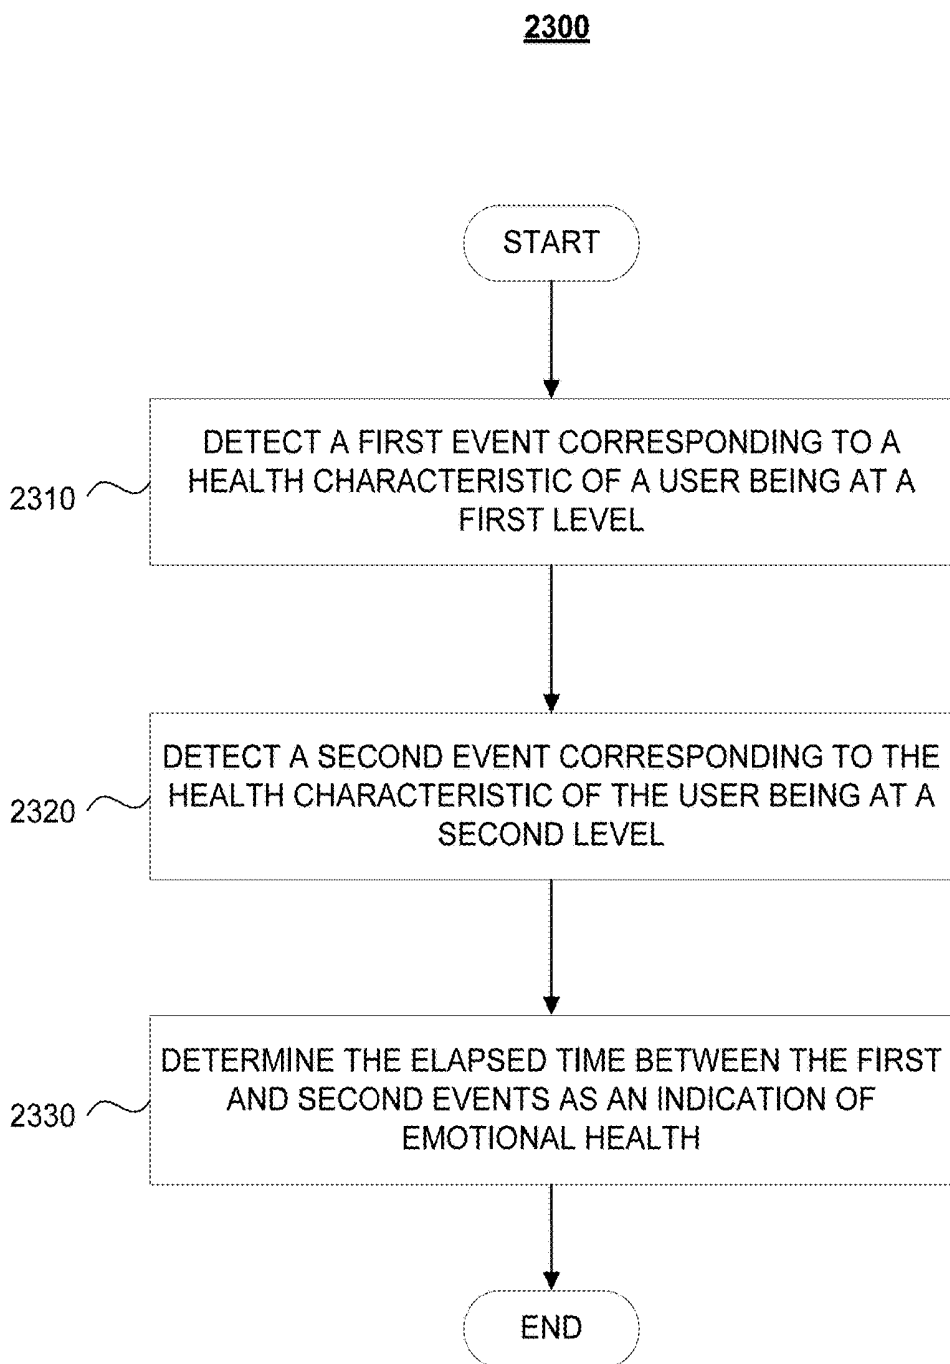 2300
START
DETECT A FIRST EVENT CORRESPONDING TO A
HEALTH CHARACTERISTIC OF A USER BEING AT A
FIRST LEVEL
2310
DETECT A SECOND EVENT CORRESPONDING TO THE
HEALTH CHARACTERISTIC OF THE USER BEING AT A
SECOND LEVEL
2320
DETERMINE THE ELAPSED TIME BETWEEN THE FIRST
AND SECOND EVENTS AS AN INDICATION OF
EMOTIONAL HEALTH
2330
END